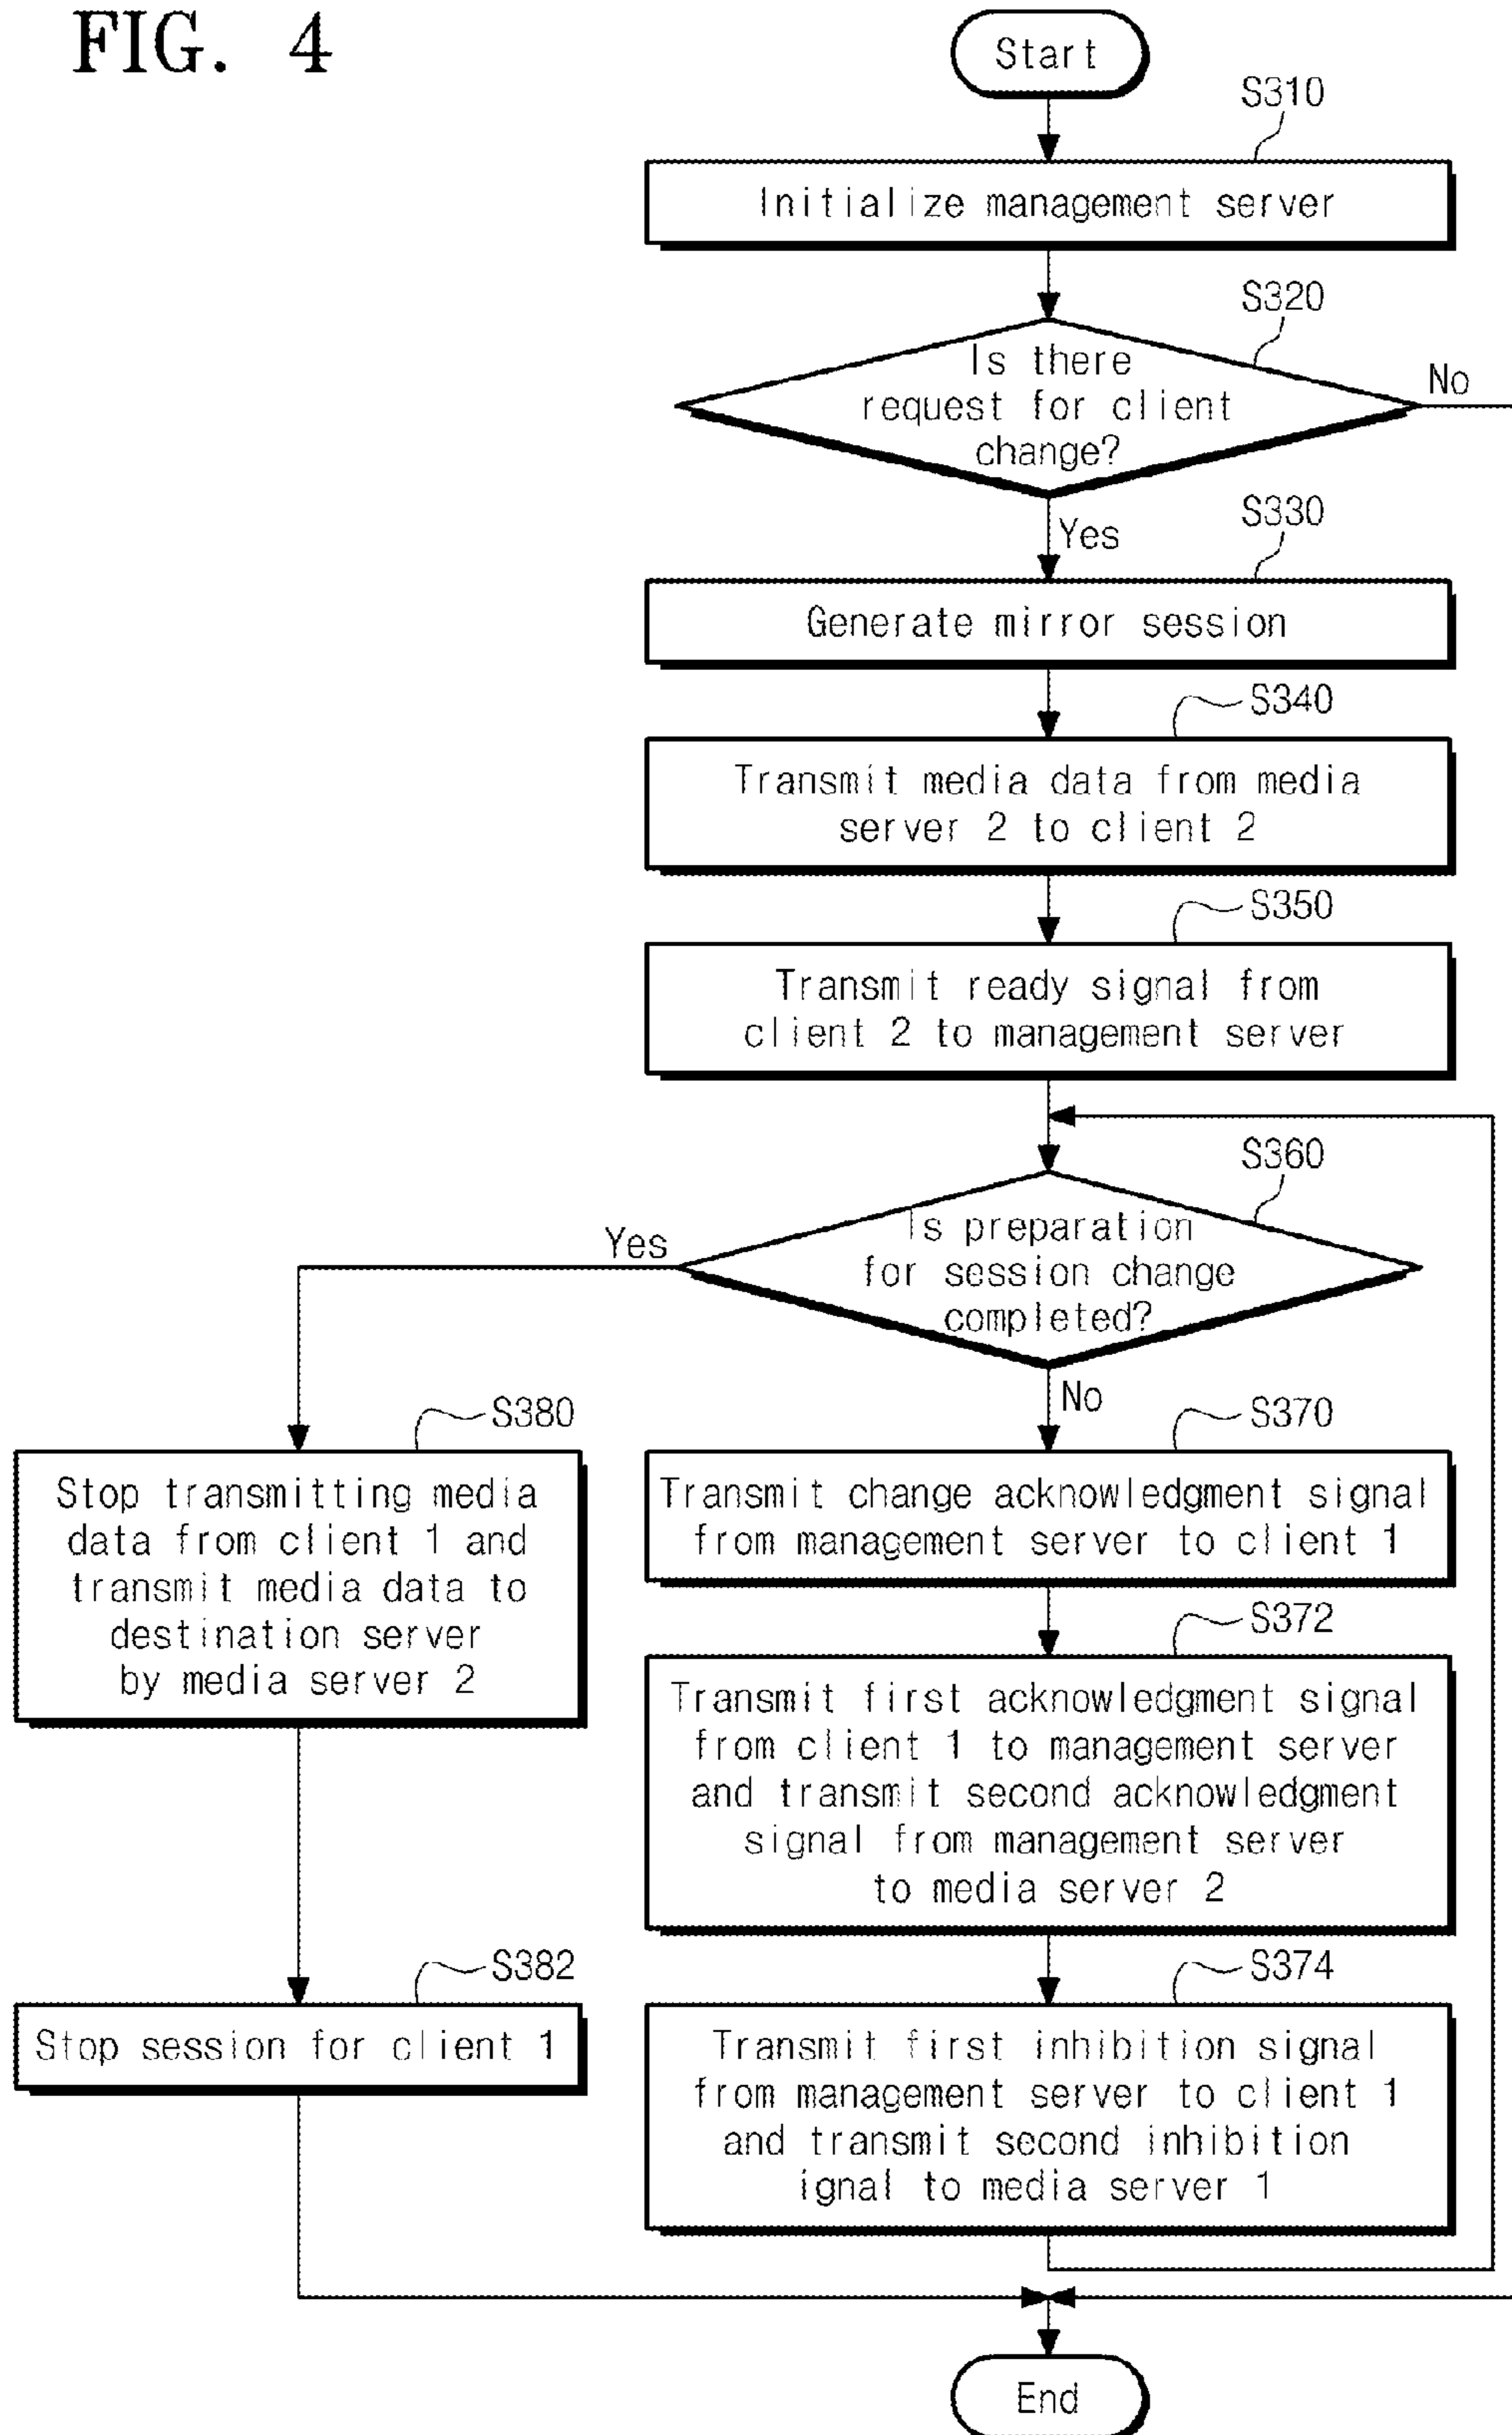 FIG. 4
Start
S310
Initialize management server
S320
Is there
request for client
change?
No
Yes
S330
Generate mirror session
S340
Transmit media data from media
server 2 to client 2
S350
Transmit ready signal from
client 2 to management server
S360
Is preparation
for session change
completed?
Yes
No
S380
Stop transmitting media
data from client 1 and
transmit media data to
destination server
by media server 2
S370
Transmit change acknowledgment signal
from management server to client 1
S372
Transmit first acknowledgment signal
from client 1 to management server
and transmit second acknowledgment
signal from management server
to media server 2
S382
Stop session for client 1
S374
Transmit first inhibition signal
from management server to client 1
and transmit second inhibition
ignal to media server 1
End